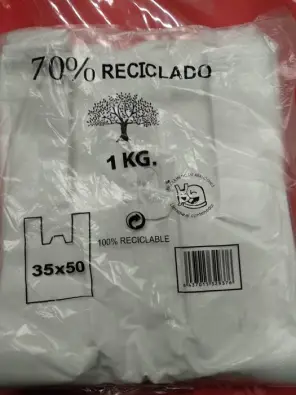 70% RECICLADO
1 KG.
35x50
100% RECICLABLE